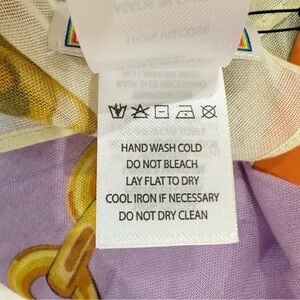 HAND WASH COLD
DO NOT BLEACH
LAY FLAT TO DRY
COOL IRON IF NECESSARY
DO NOT DRY CLEAN